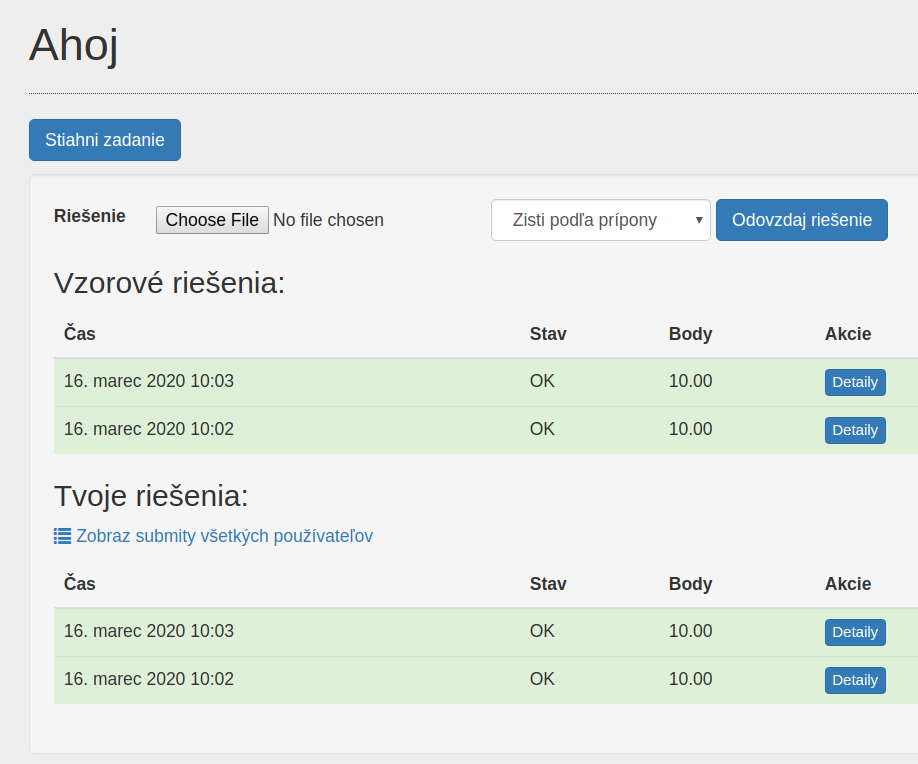 Ahoj
Stiahni zadanie
Riešenie Choose File No file chosen Zisti podľa prípony Odovzdaj riešenie
Vzorové riešenia:
Čas Stav Body Akcie
16. marec 2020 10:03 OK 10.00 Detaily
16. marec 2020 10:02 OK 10.00 Detaily
Tvoje riešenia:
Zobraz submity všetkých používateľov
Čas Stav Body Akcie
16. marec 2020 10:03 OK 10.00 Detaily
16. marec 2020 10:02 OK 10.00 Detaily